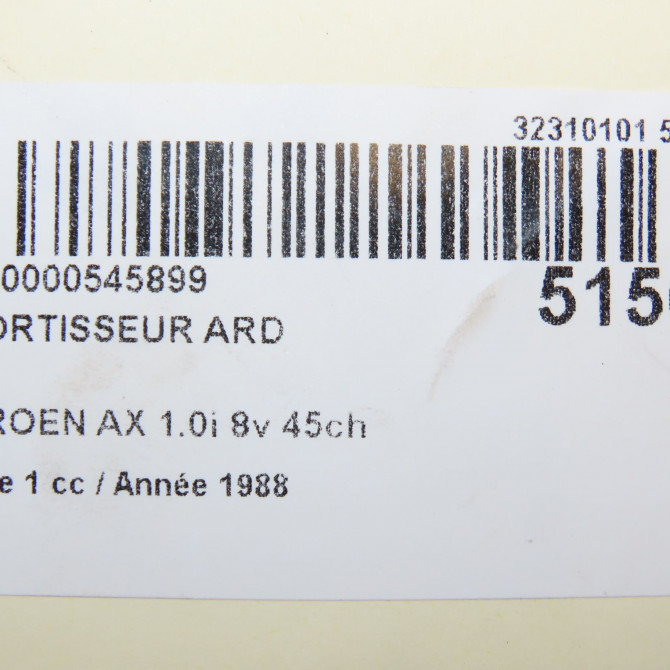 32310101 5
0000545899
515
ORTISSEUR ARD
ROEN AX 1.0i 8v 45ch
e 1 cc / Année 1988